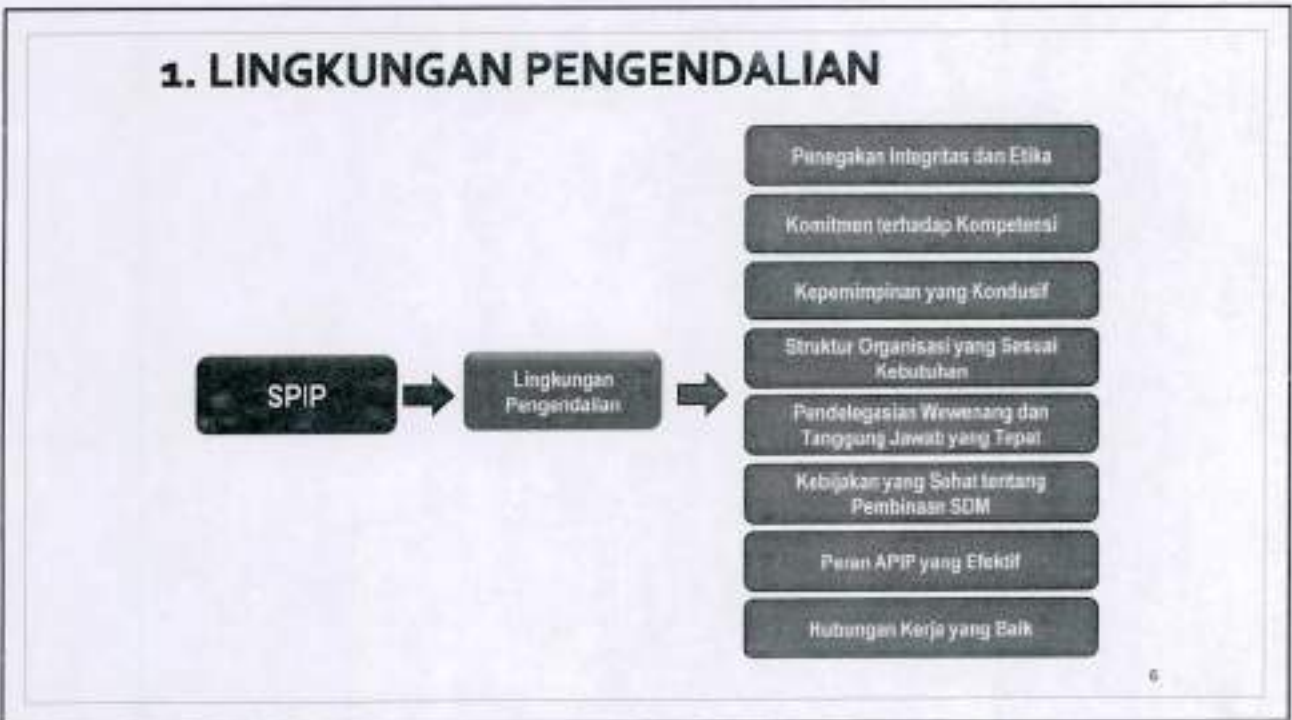 1. LINGKUNGAN PENGENDALIAN
SPIP
Lingkungan
Pengendalian
Penegakan Integritas dan Etika
Komitmen terhadap Kompetensi
Kepemimpinan yang Kondusif
Struktur Organisasi yang Sesuai
Kebutuhan
Pendelegasian Wewenang dan
Tanggung Jawab yang Tepat
Kebijakan yang Sehat tentang
Pembinaan SDM
Peran APIP yang Efektif
Hubungan Kerja yang Baik
6